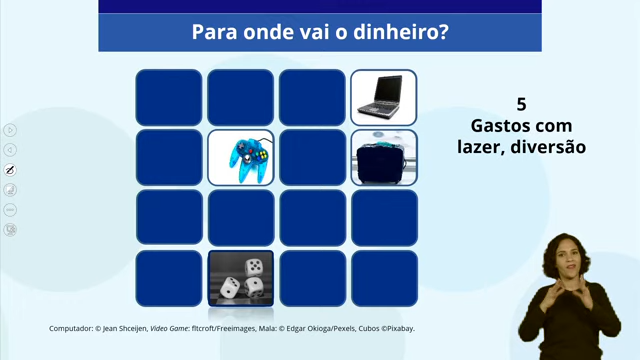 Para onde vai o dinheiro?
5
Gastos com
lazer, diversão
Computador: © Jean Shceijen, Video Game: fltcroft/Freeimages, Mala: © Edgar Okioga/Pexels, Cubos ©Pixabay.